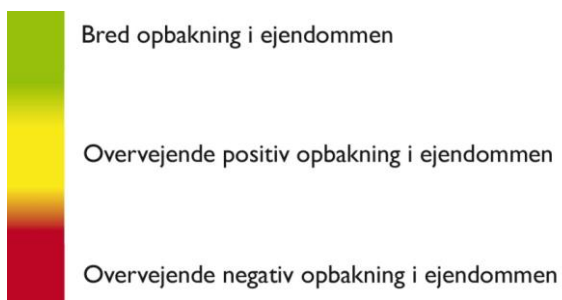 Bred opbakning i ejendommen
Overvejende positiv opbakning i ejendommen
Overvejende negativ opbakning i ejendommen